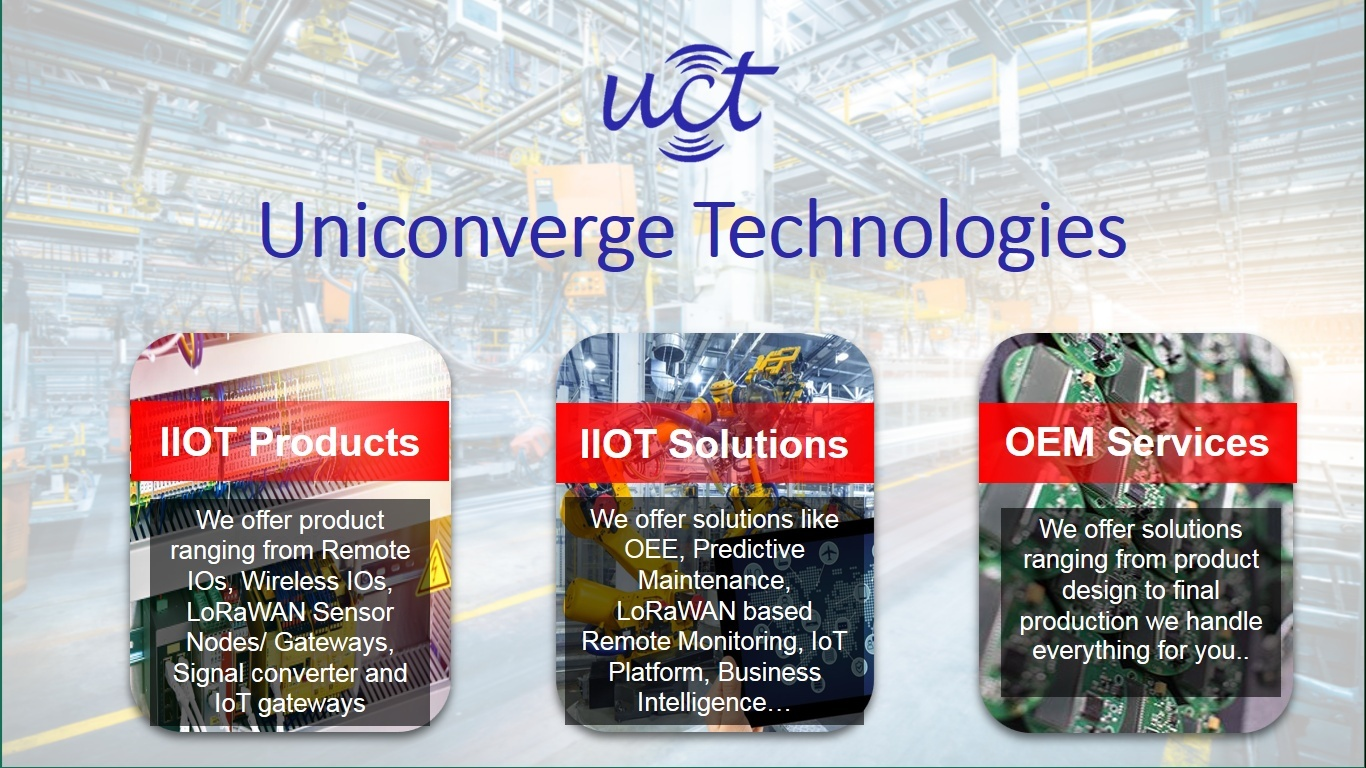 uct
Uniconverge Technologies
IIOT Products
We offer product
ranging from Remote
IOs, Wireless IOs,
LoRaWAN Sensor
Nodes/ Gateways,
Signal converter and
IoT gateways
IIOT Solutions
We offer solutions like
OEE, Predictive
Maintenance,
LoRaWAN based
Remote Monitoring, IoT
Platform, Business
Intelligence…
OEM Services
We offer solutions
ranging from product
design to final
production we handle
everything for you..